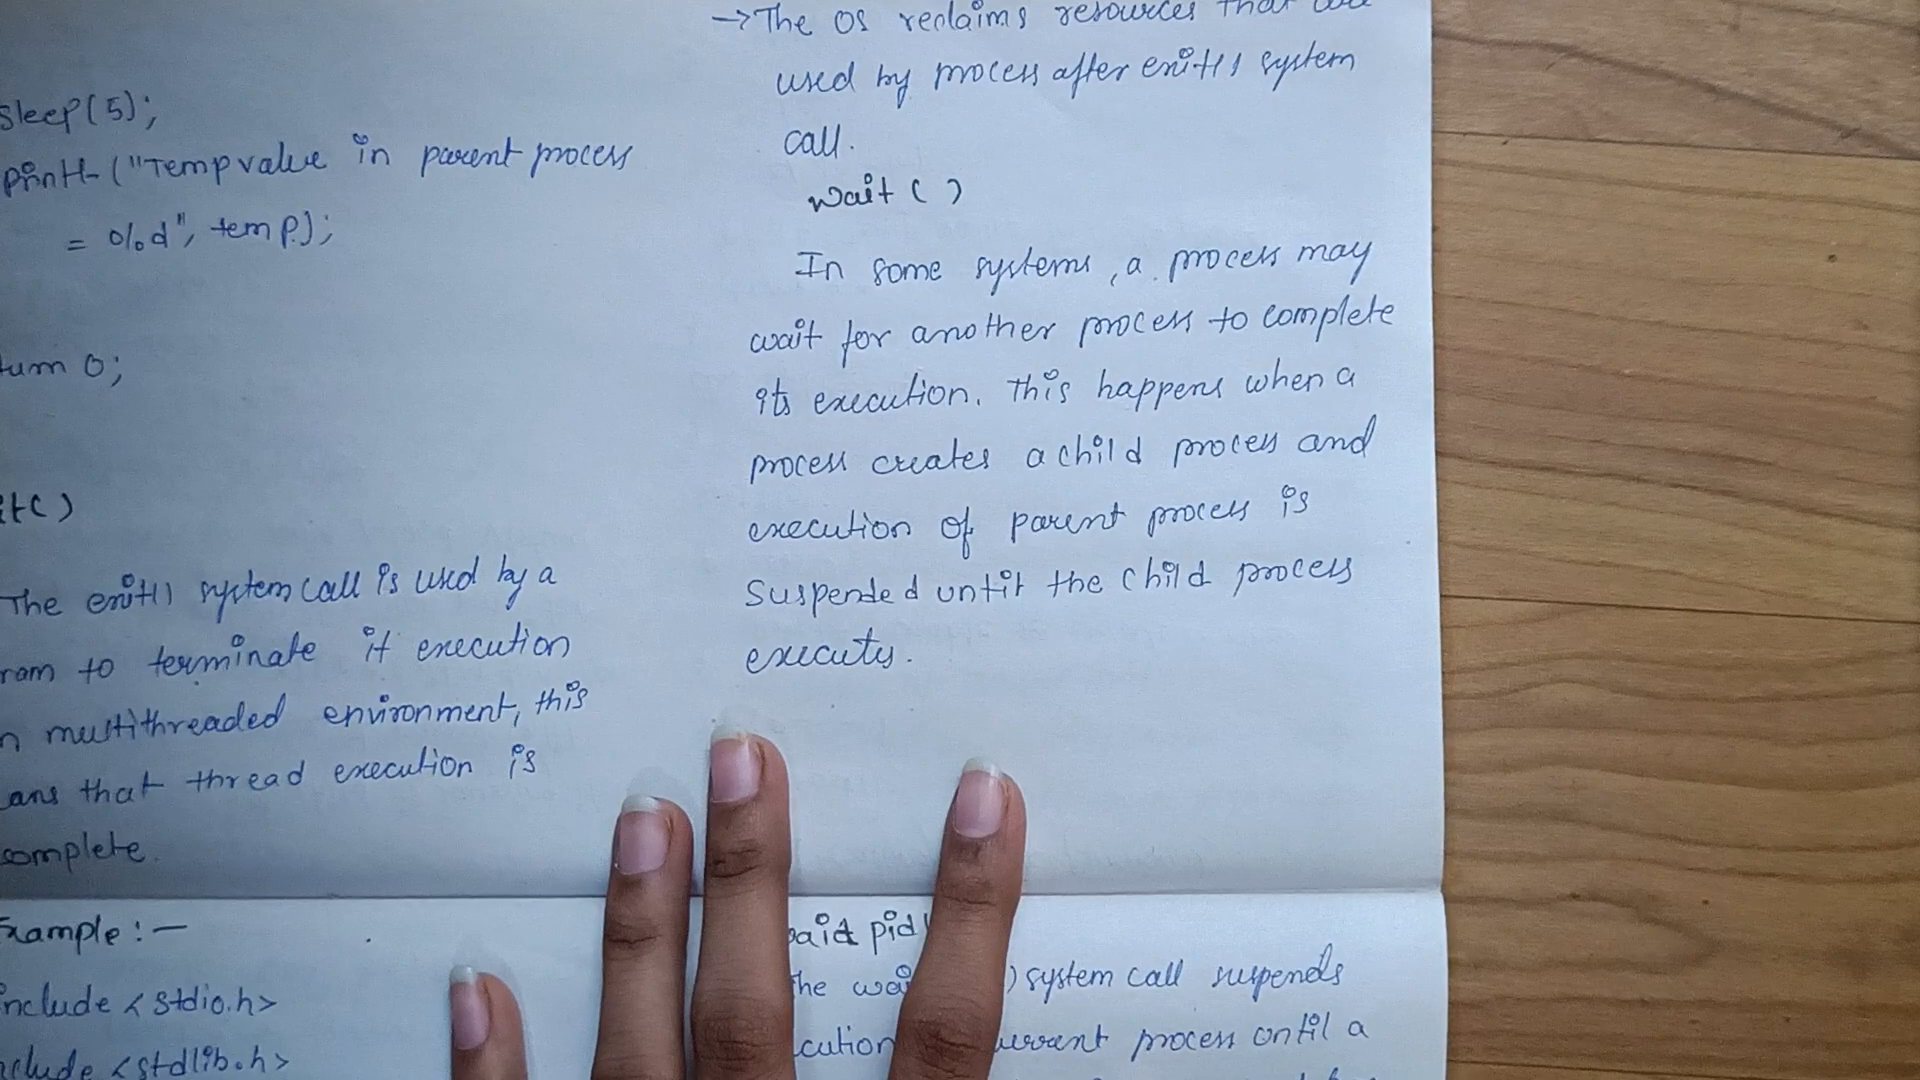 sleep(5);
printf ("Temp value in parent process
= %d", temp);
0;
The exit() system call is used by a
to terminate it execution
multithreaded environment, this
that thread execution is
complete.
Example :-
include <stdio.h>
include <stdlib.h>
→ The OS reclaims resources that
used by process after exit() system
call.
wait ( )
In some systems, a process may
wait for another process to complete
its execution. This happens when a
process creates a child process and
execution of parent process is
suspended until the child process
executes.
pid
system call suspends
process until a